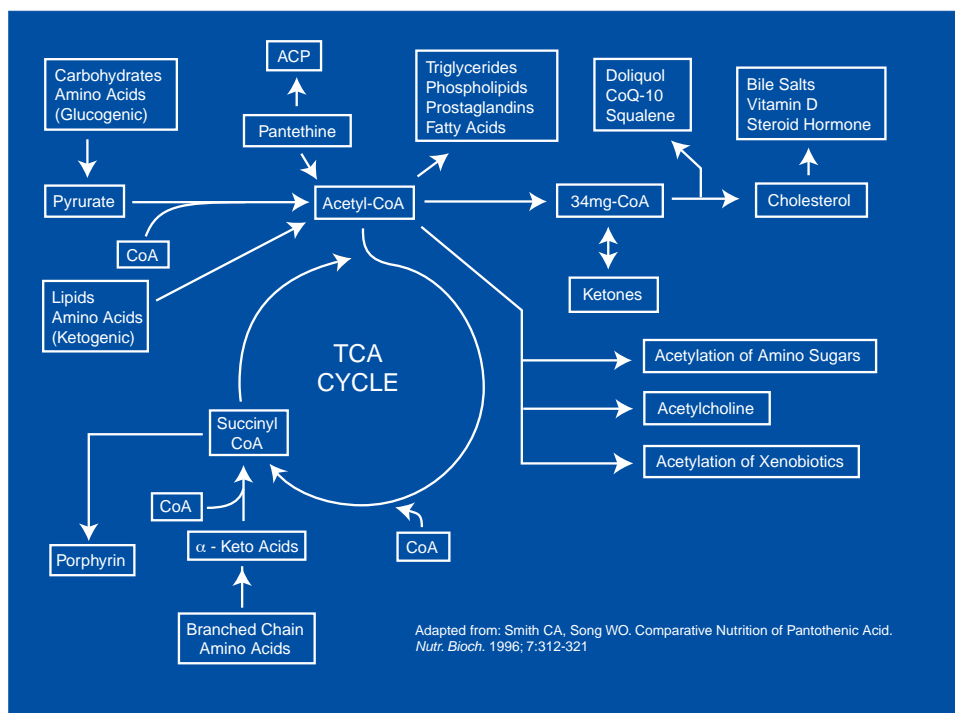 ACP
Carbohydrates
Amino Acids
(Glucogenic)
Pantethine
Triglycerides
Phospholipids
Prostaglandins
Fatty Acids
Doliquol
CoQ-10
Squalene
Bile Salts
Vitamin D
Steroid Hormone
Pyrurate
Acetyl-CoA
34mg-CoA
Cholesterol
CoA
Lipids
Amino Acids
(Ketogenic)
Ketones
TCA
CYCLE
Acetylation of Amino Sugars
Acetylcholine
Acetylation of Xenobiotics
Succinyl
CoA
CoA
α - Keto Acids
CoA
Porphyrin
Branched Chain
Amino Acids
Adapted from: Smith CA, Song WO. Comparative Nutrition of Pantothenic Acid.
Nutr. Bioch. 1996; 7:312-321